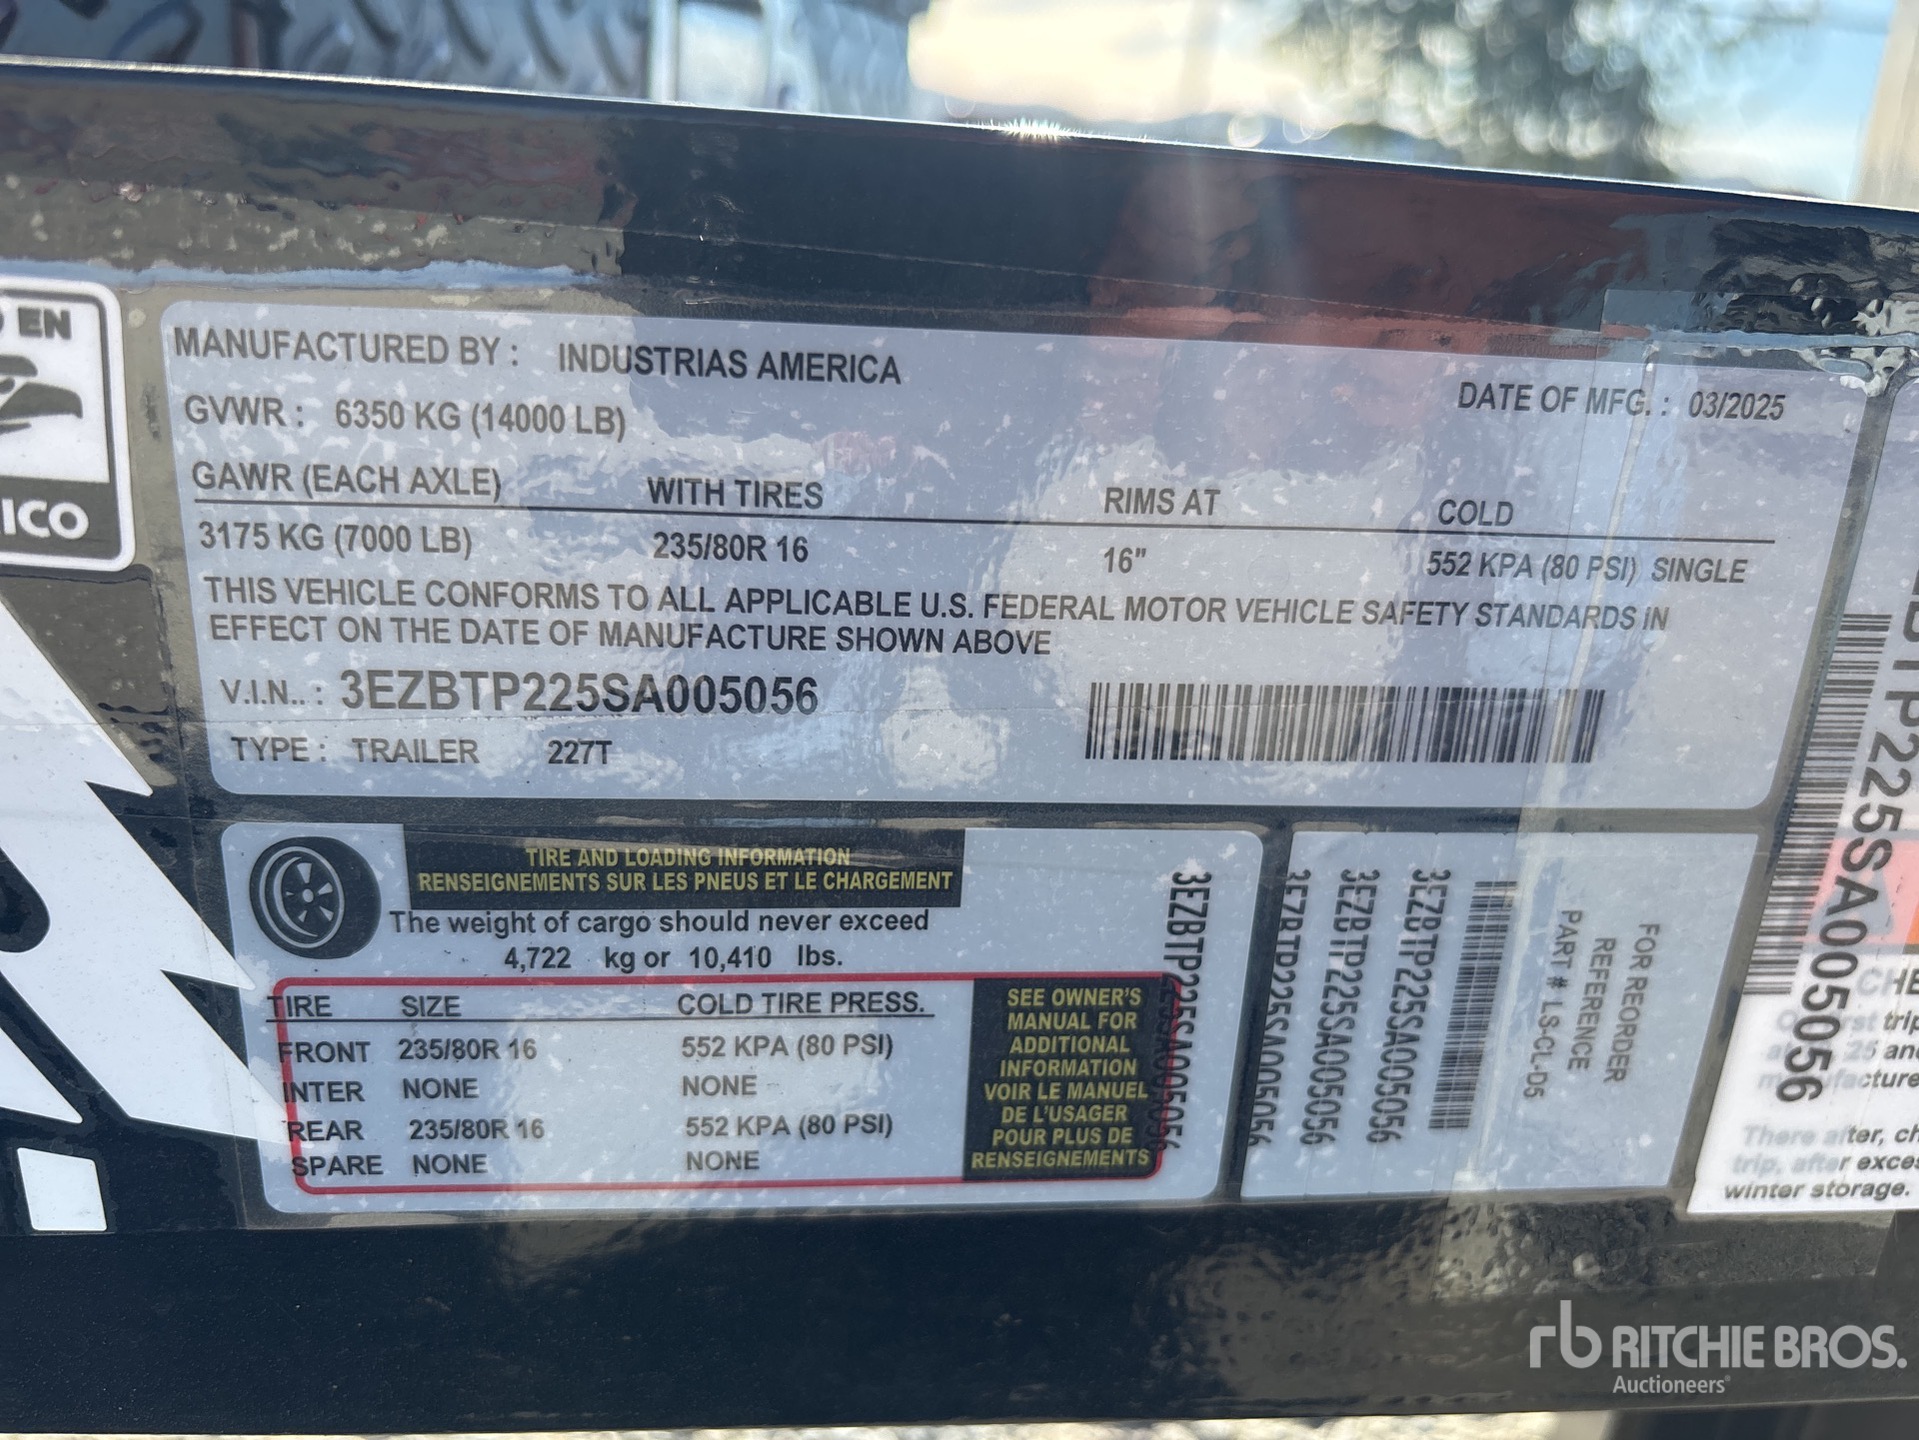 EN
ICO
MANUFACTURED BY : INDUSTRIAS AMERICA
DATE OF MFG. : 03/2025
GVWR : 6350 KG (14000 LB)
GAWR (EACH AXLE) WITH TIRES RIMS AT COLD
3175 KG (7000 LB) 235/80R 16 16" 552 KPA (80 PSI) SINGLE
THIS VEHICLE CONFORMS TO ALL APPLICABLE U.S. FEDERAL MOTOR VEHICLE SAFETY STANDARDS IN
EFFECT ON THE DATE OF MANUFACTURE SHOWN ABOVE
V.I.N.. : 3EZBTP225SA005056
TYPE : TRAILER 227T
TIRE AND LOADING INFORMATION
RENSEIGNEMENTS SUR LES PNEUS ET LE CHARGEMENT
The weight of cargo should never exceed
4,722 kg or 10,410 lbs.
TIRE SIZE COLD TIRE PRESS.
FRONT 235/80R 16 552 KPA (80 PSI)
INTER NONE NONE
REAR 235/80R 16 552 KPA (80 PSI)
SPARE NONE NONE
SEE OWNER'S
MANUAL FOR
ADDITIONAL
INFORMATION
VOIR LE MANUEL
DE L'USAGER
POUR PLUS DE
RENSEIGNEMENTS
3EZBTP225SA005056
3EZBTP225SA005056
3EZBTP225SA005056
3EZBTP225SA005056
FOR REORDER
REFERENCE
PART # LS-CL-D5
BTP225SA005056
CHE
trip
25 and
manufacture
There after, ch
trip, after exces
winter storage.
rb RITCHIE BROS.
Auctioneers